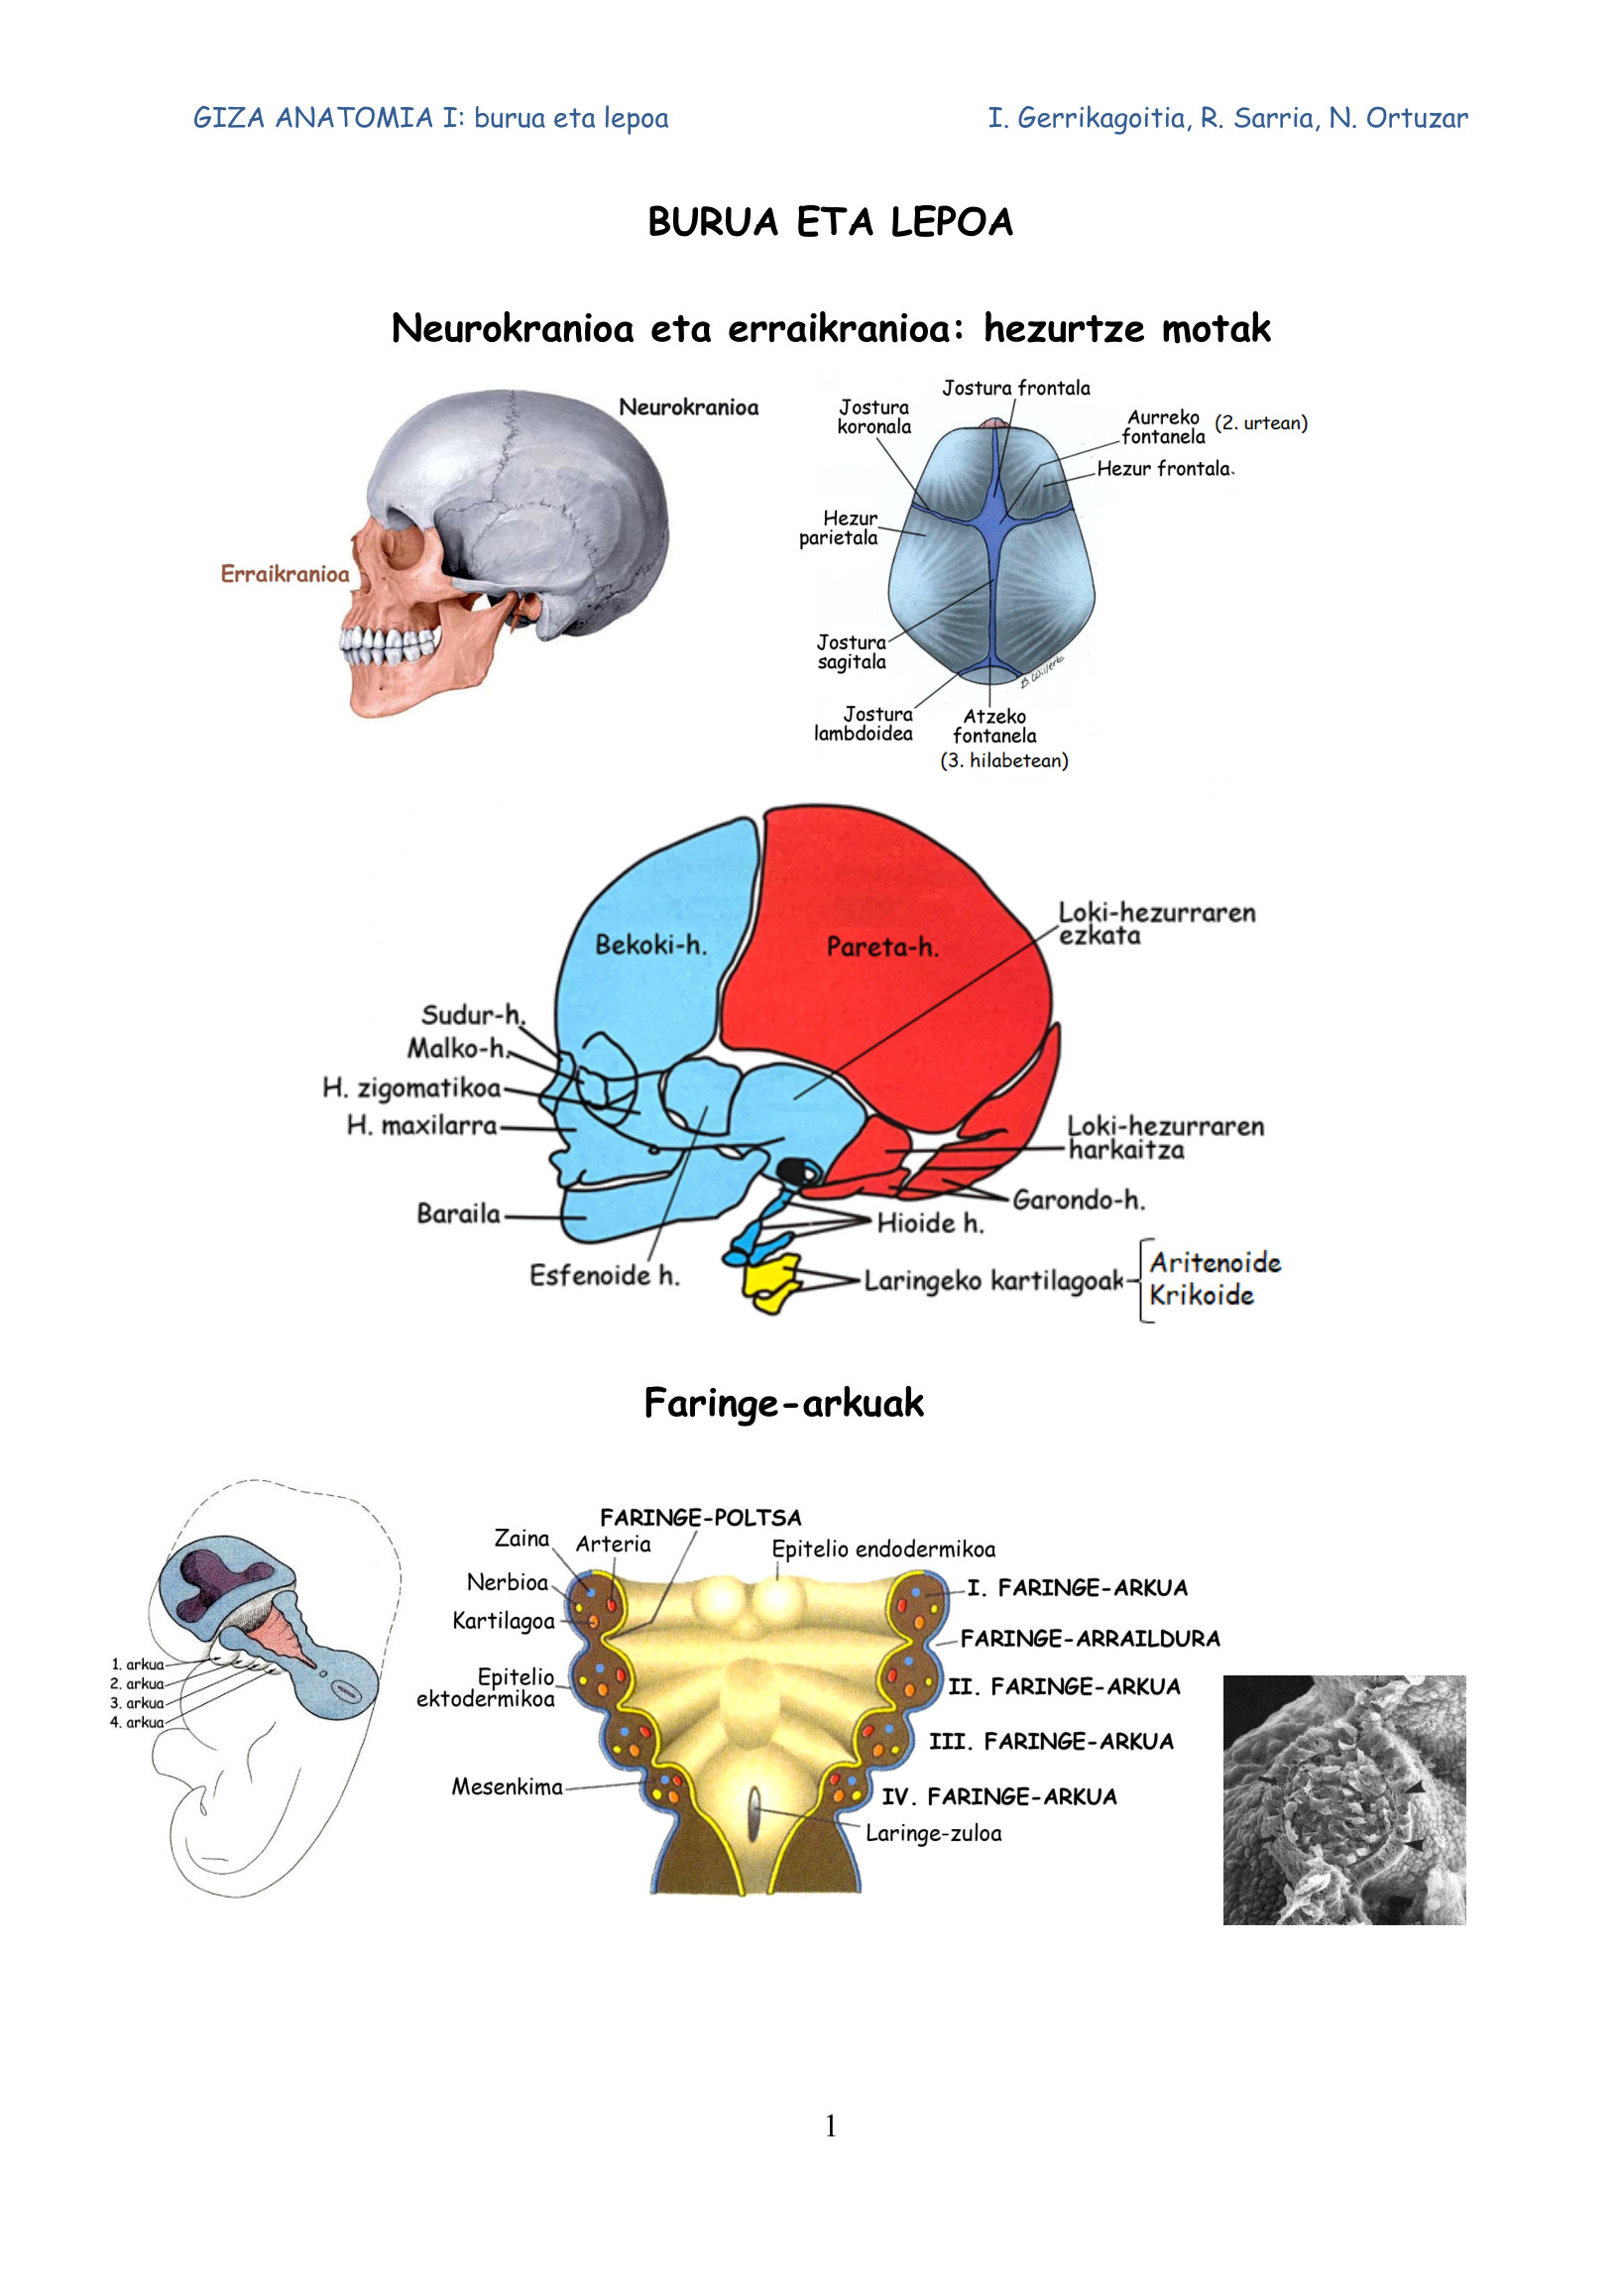 GIZA ANATOMIA I: burua eta lepoa
I. Gerrikagoitia, R. Sarria, N. Ortuzar
BURUA ETA LEPOA
Neurokranioa eta erraikranioa: hezurtze motak
Neurokranioa
Erraikranioa
Jostura frontala
Jostura
koronala
Aurreko
fontanela
(2. urtean)
Hezur frontala.
Hezur
parietala
Jostura
sagitala
Jostura
lambdoidea
Atzeko
fontanela
(3. hilabetean)
B. Willert
Bekoki-h.
Pareta-h.
Loki-hezurraren
ezkata
Sudur-h.
Malko-h.
H. zigomatikoa
H. maxilarra
Baraila
Esfenoide h.
Loki-hezurraren
harkaitza
Garondo-h.
Hioide h.
Laringeko kartilagoak
Aritenoide
Krikoide
Faringe-arkuak
1. arkua
2. arkua
3. arkua
4. arkua
FARINGE-POLTSA
Zaina
Arteria
Epitelio endodermikoa
Nerbioa
Kartilagoa
Epitelio
ektodermikoa
Mesenkima
I. FARINGE-ARKUA
FARINGE-ARRAILDURA
II. FARINGE-ARKUA
III. FARINGE-ARKUA
IV. FARINGE-ARKUA
Laringe-zuloa
1